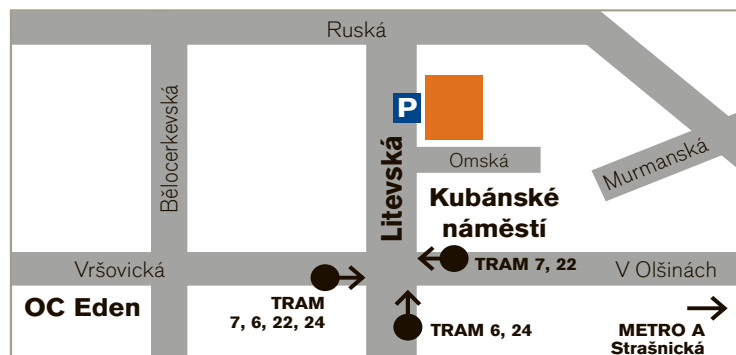 Ruská
Bělocerkevská
P
Litevská
Omská
Murmanská
Kubánské
náměstí
Vršovická
TRAM 7, 22
V Olšinách
OC Eden
TRAM
7, 6, 22, 24
TRAM 6, 24
METRO A
Strašnická